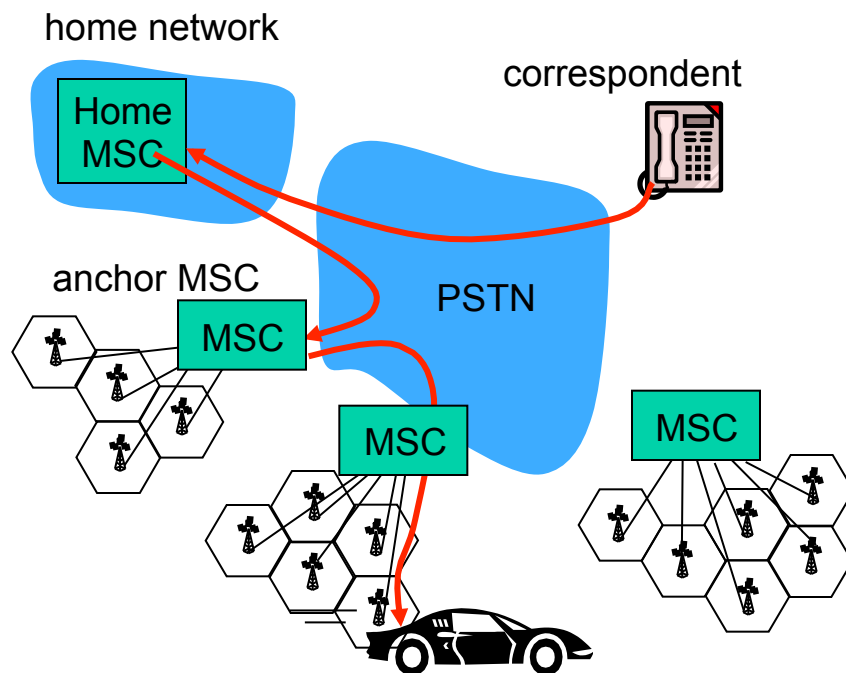 home network
correspondent
Home
MSC
anchor MSC
PSTN
MSC
MSC
MSC